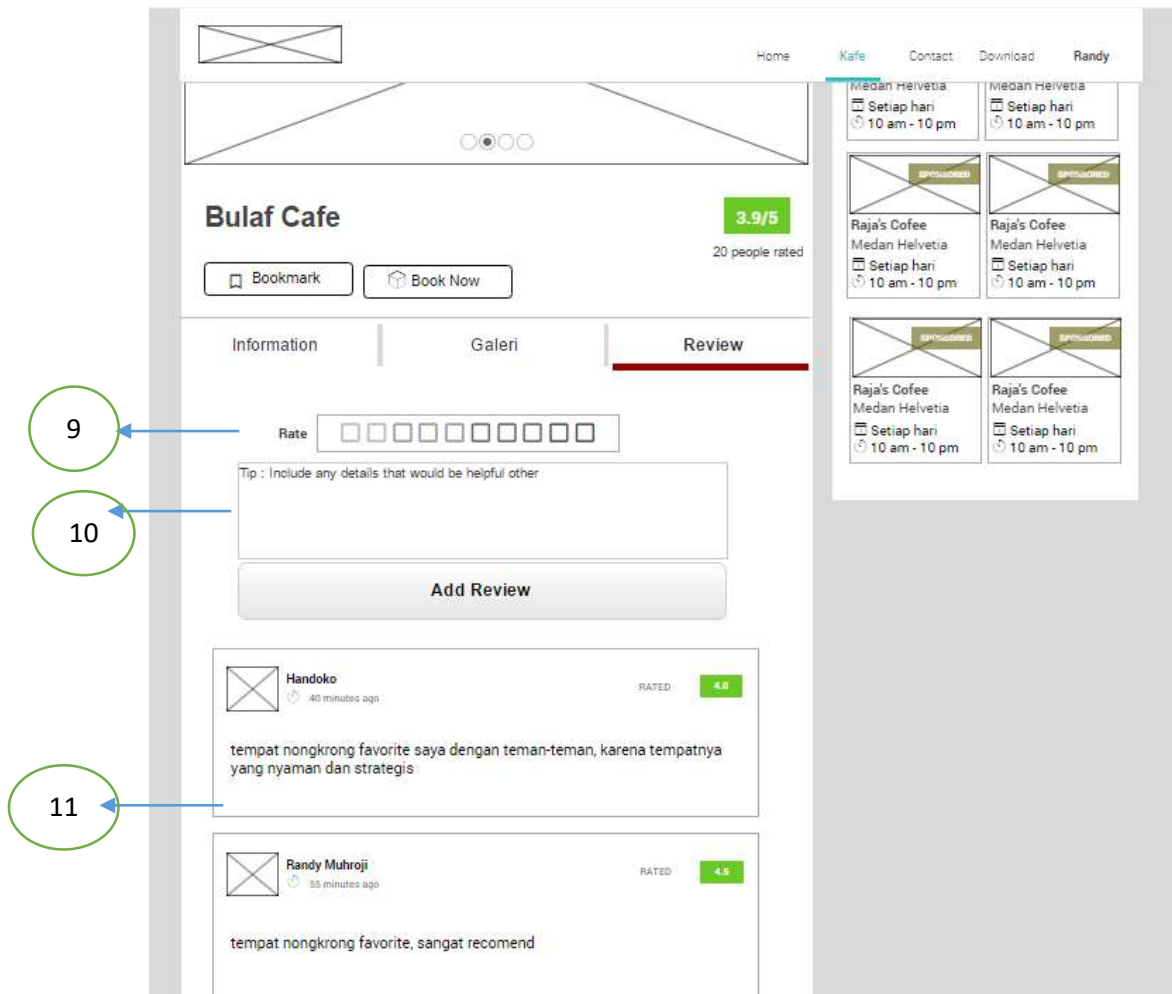 Home Kafe Contact Download Randy
Medan Helvetia Medan Helvetia
Setiap hari Setiap hari
10 am - 10 pm 10 am - 10 pm
SPONSORED SPONSORED
Bulaf Cafe
3.9/5
20 people rated
Bookmark Book Now
Raja's Cofee Raja's Cofee
Medan Helvetia Medan Helvetia
Setiap hari Setiap hari
10 am - 10 pm 10 am - 10 pm
SPONSORED SPONSORED
Raja's Cofee Raja's Cofee
Medan Helvetia Medan Helvetia
Setiap hari Setiap hari
10 am - 10 pm 10 am - 10 pm
Information Galeri Review
9
Rate
Tip : Include any details that would be helpful other
10
Add Review
Handoko
40 minutes ago
RATED 4.0
tempat nongkrong favorite saya dengan teman-teman, karena tempatnya
yang nyaman dan strategis
11
Randy Muhroji
55 minutes ago
RATED 4.5
tempat nongkrong favorite, sangat recomend